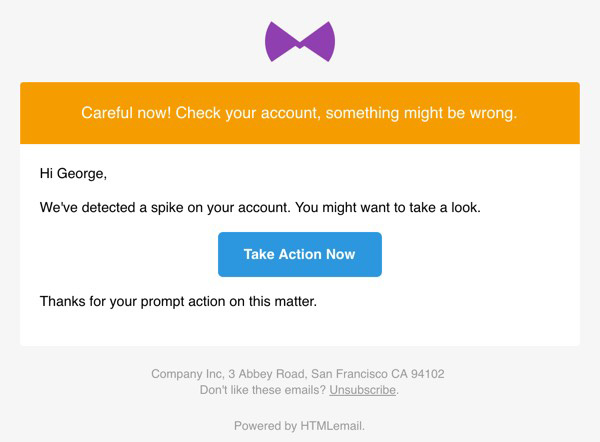 Careful now! Check your account, something might be wrong.
Hi George,
We've detected a spike on your account. You might want to take a look.
Take Action Now
Thanks for your prompt action on this matter.
Company Inc, 3 Abbey Road, San Francisco CA 94102
Don't like these emails? Unsubscribe.
Powered by HTMLemail.